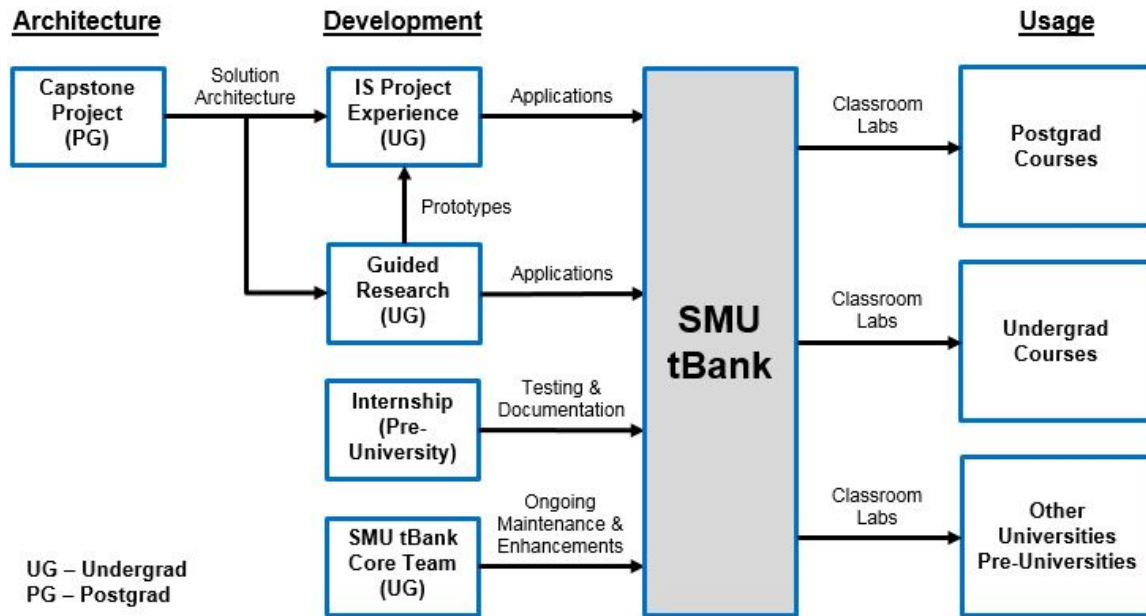 Architecture
Development
Usage
Capstone
Project
(PG)
Solution
Architecture
IS Project
Experience
(UG)
Applications
Prototypes
Guided
Research
(UG)
Applications
Internship
(Pre-
University)
Testing &
Documentation
SMU tBank
Core Team
(UG)
Ongoing
Maintenance &
Enhancements
SMU
tBank
Classroom
Labs
Postgrad
Courses
Classroom
Labs
Undergrad
Courses
Classroom
Labs
Other
Universities
Pre-Universities
UG – Undergrad
PG – Postgrad